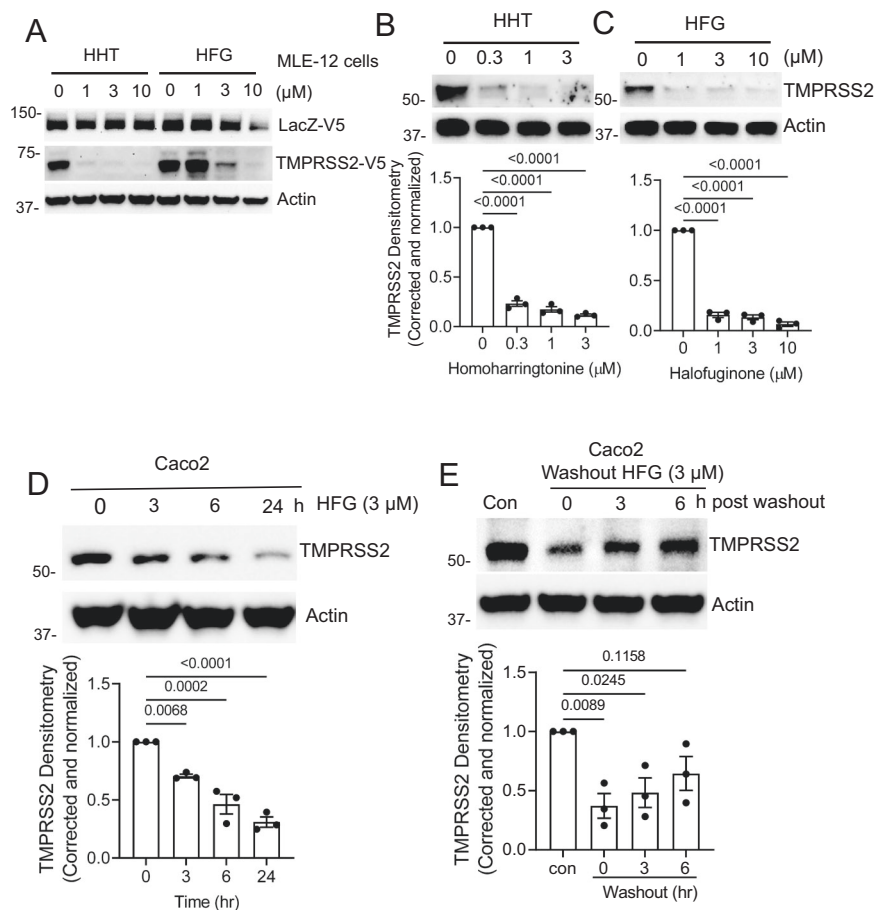 A
HHT HFG MLE-12 cells
0 1 3 10 0 1 3 10 (μM)
150-
LacZ-V5
75-
TMPRSS2-V5
37-
Actin
B
HHT
0 0.3 1 3
50-
37-
<0.0001
<0.0001
<0.0001
TMPRSS2 Densitometry
(Corrected and normalized)
1.5
1.0
0.5
0.0
0 0.3 1 3
Homoharringtonine (μM)
C
HFG
0 1 3 10 (μM)
50-
TMPRSS2
37-
Actin
<0.0001
<0.0001
<0.0001
1.5
1.0
0.5
0.0
0 1 3 10
Halofuginone (μM)
D
Caco2
0 3 6 24 h HFG (3 μM)
TMPRSS2
50-
Actin
37-
<0.0001
0.0002
0.0068
TMPRSS2 Densitometry
(Corrected and normalized)
1.5
1.0
0.5
0.0
0 3 6 24
Time (hr)
E
Caco2
Washout HFG (3 μM)
Con 0 3 6 h post washout
TMPRSS2
50-
Actin
37-
0.1158
0.0245
0.0089
TMPRSS2 Densitometry
(Corrected and normalized)
1.5
1.0
0.5
0.0
con 0 3 6
Washout (hr)